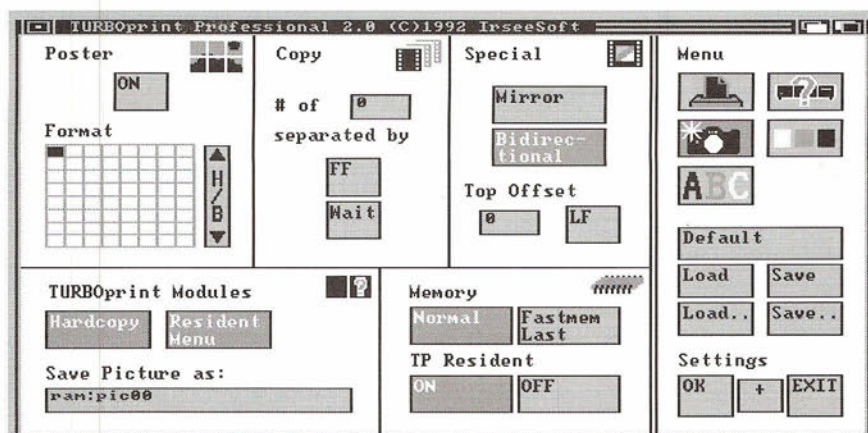 TURBOprint Professional 2.0 (C)1992 IrseeSoft
Poster
ON
Format
H/B
Copy
# of 0
separated by
FF
Wait
Special
Mirror
Bidirec-
tional
Top Offset
0 LF
Menu
?
ABC
Default
Load Save
Load.. Save..
Settings
OK + EXIT
TURBOprint Modules
?
Hardcopy
Resident
Menu
Save Picture as:
ram:pic00
Memory
Normal
Fastmem
Last
TP Resident
ON OFF